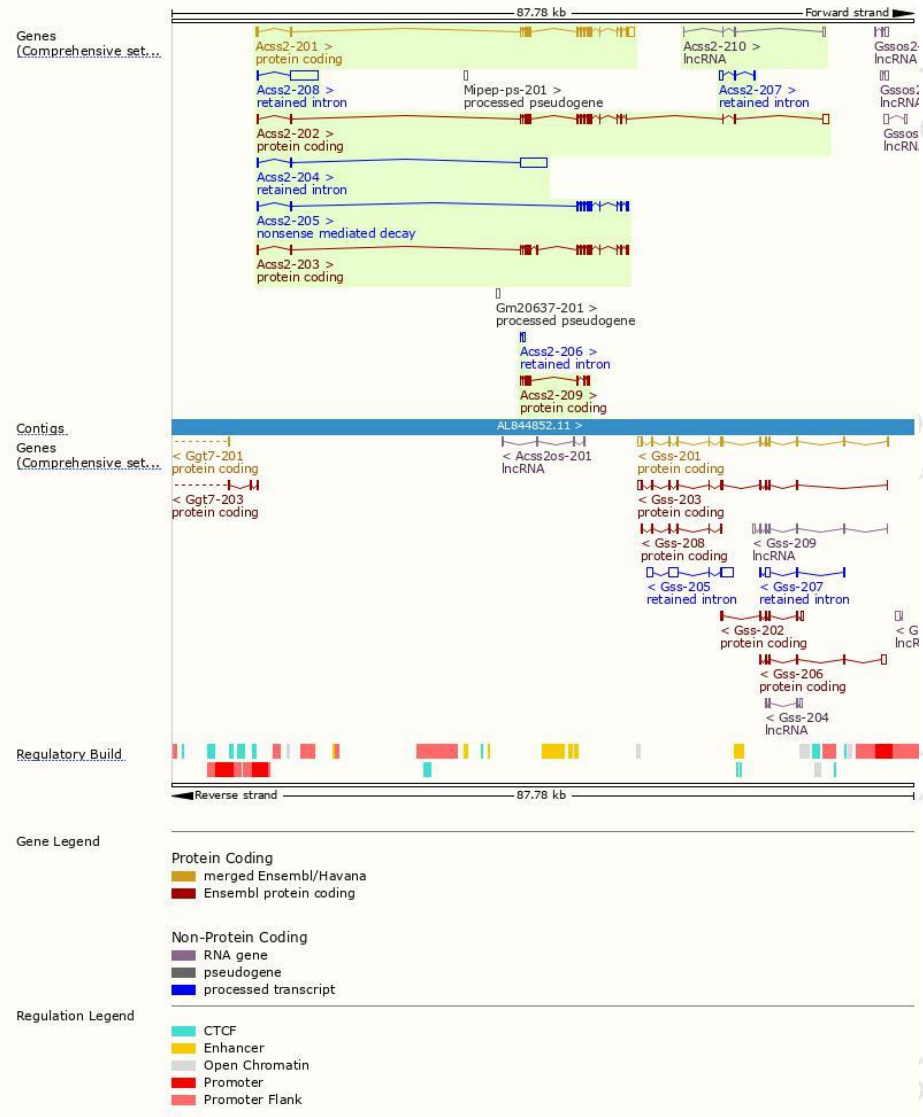 87.78 kb
Forward strand
Genes
(Comprehensive set...
Acss2-201 >
protein coding
Acss2-210 >
lncRNA
Gssos2-
lncRNA
Acss2-208 >
retained intron
Mipep-ps-201 >
processed pseudogene
Acss2-207 >
retained intron
Gssos2
lncRNA
Acss2-202 >
protein coding
Gssos
lncRN
Acss2-204 >
retained intron
Acss2-205 >
nonsense mediated decay
Acss2-203 >
protein coding
Gm20637-201 >
processed pseudogene
Acss2-206 >
retained intron
Acss2-209 >
protein coding
Contigs
AL844852.11 >
Genes
(Comprehensive set...
< Ggt7-201
protein coding
< Acss2os-201
lncRNA
< Gss-201
protein coding
< Ggt7-203
protein coding
< Gss-203
protein coding
< Gss-208
protein coding
< Gss-209
lncRNA
< Gss-205
retained intron
< Gss-207
retained intron
< Gss-202
protein coding
< G
lncR
< Gss-206
protein coding
< Gss-204
lncRNA
Regulatory Build
Reverse strand
87.78 kb
Gene Legend
Protein Coding
merged Ensembl/Havana
Ensembl protein coding
Non-Protein Coding
RNA gene
pseudogene
processed transcript
Regulation Legend
CTCF
Enhancer
Open Chromatin
Promoter
Promoter Flank